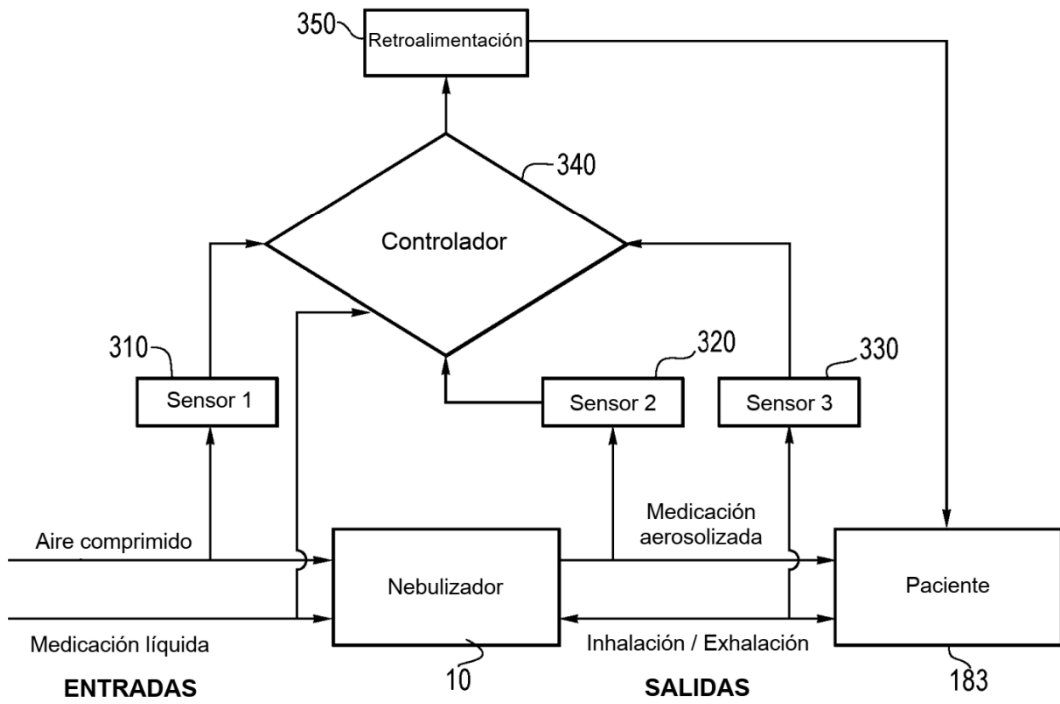 350
Retroalimentación
340
Controlador
310
Sensor 1
320
Sensor 2
330
Sensor 3
Aire comprimido
Medicación
aerosolizada
Nebulizador
Paciente
Medicación líquida
Inhalación / Exhalación
ENTRADAS
10
SALIDAS
183